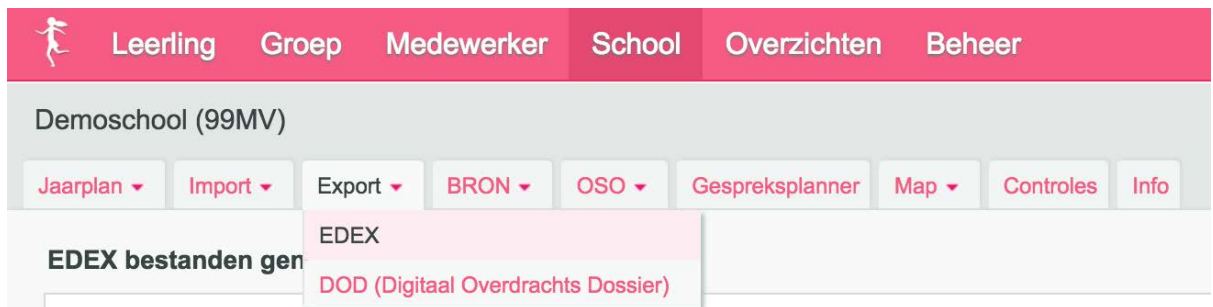 Leerling Groep Medewerker School Overzichten Beheer
Demoschool (99MV)
Jaarplan Import Export BRON OSO Gespreksplanner Map Controles Info
EDEX
EDEX bestanden gen
DOD (Digitaal Overdrachts Dossier)